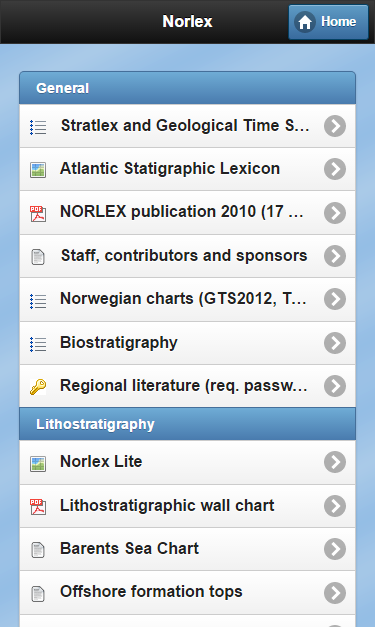 Norlex
Home
General
Stratlex and Geological Time S...
Atlantic Statigraphic Lexicon
NORLEX publication 2010 (17 ...
Staff, contributors and sponsors
Norwegian charts (GTS2012, T...
Biostratigraphy
Regional literature (req. passw...
Lithostratigraphy
Norlex Lite
Lithostratigraphic wall chart
Barents Sea Chart
Offshore formation tops